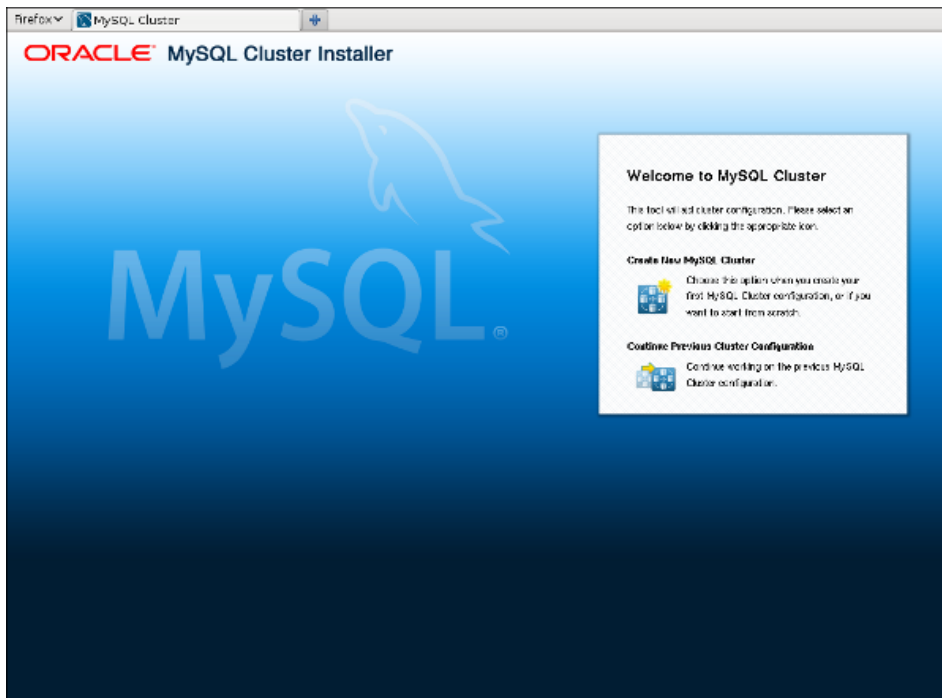 Firefox
MySQL Cluster
ORACLE® MySQL Cluster Installer
MySQL®
Welcome to MySQL Cluster
This tool will aid cluster configuration. Please select an
option below by clicking the appropriate icon.
Create New MySQL Cluster
Choose this option when you create your
first MySQL Cluster configuration, or if you
want to start from scratch.
Continue Previous Cluster Configuration
Continue working on the previous MySQL
Cluster configuration.